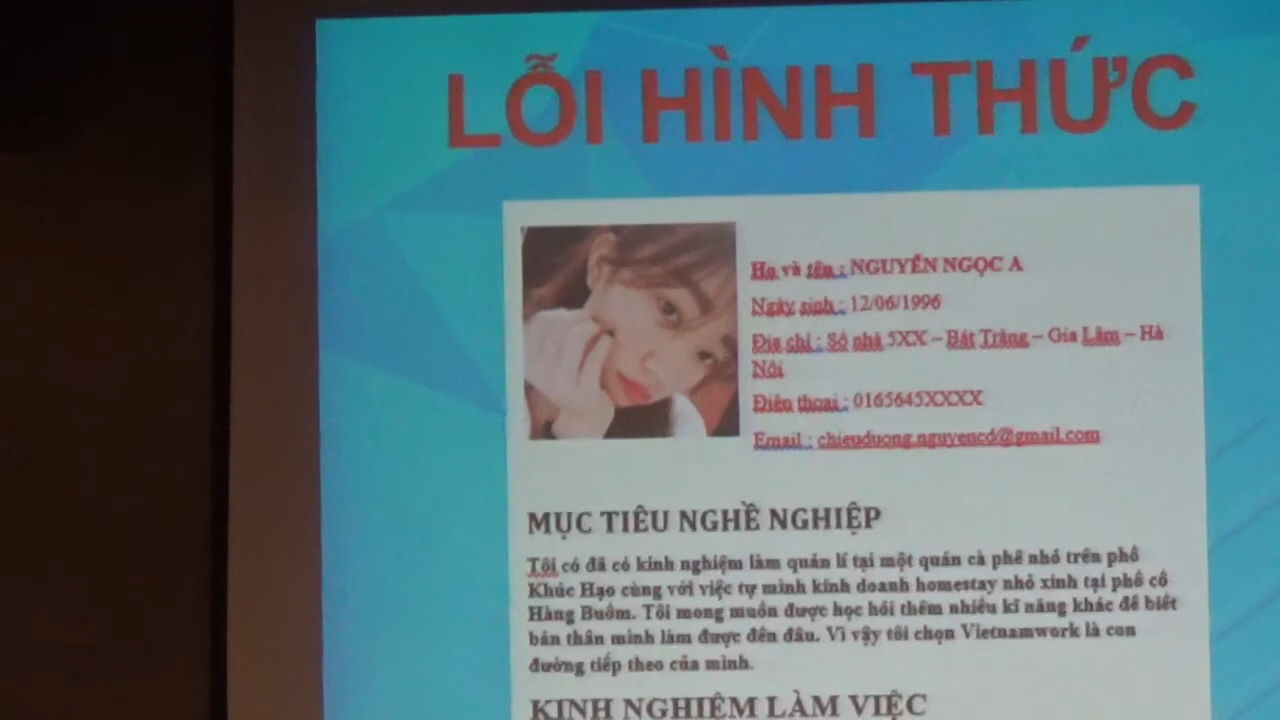 LỖI HÌNH THỨC
Họ và tên : NGUYỄN NGỌC A
Ngày sinh : 12/06/1996
Địa chỉ : Số nhà 5XX – Bát Tràng – Gia Lâm – Hà
Nội
Điện thoại : 0165645XXXX
Email : chieuduong.nguyencd@gmail.com
MỤC TIÊU NGHỀ NGHIỆP
Tôi có đã có kinh nghiệm làm quản lí tại một quán cà phê nhỏ trên phố
Khúc Hạo cùng với việc tự mình kinh doanh homestay nhỏ xinh tại phố cổ
Hàng Buồm. Tôi mong muốn được học hỏi thêm nhiều kĩ năng khác để biết
bản thân mình làm được đến đâu. Vì vậy tôi chọn Vietnamwork là con
đường tiếp theo của mình.
KINH NGHIỆM LÀM VIỆC